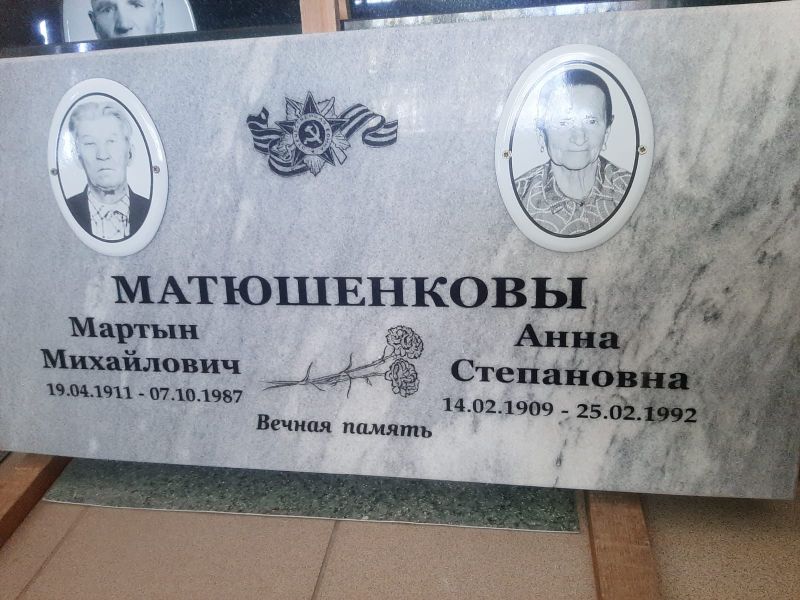 МАТЮШЕНКОВЫ
Мартын
Михайлович
19.04.1911 - 07.10.1987
Анна
Степановна
14.02.1909 - 25.02.1992
Вечная память